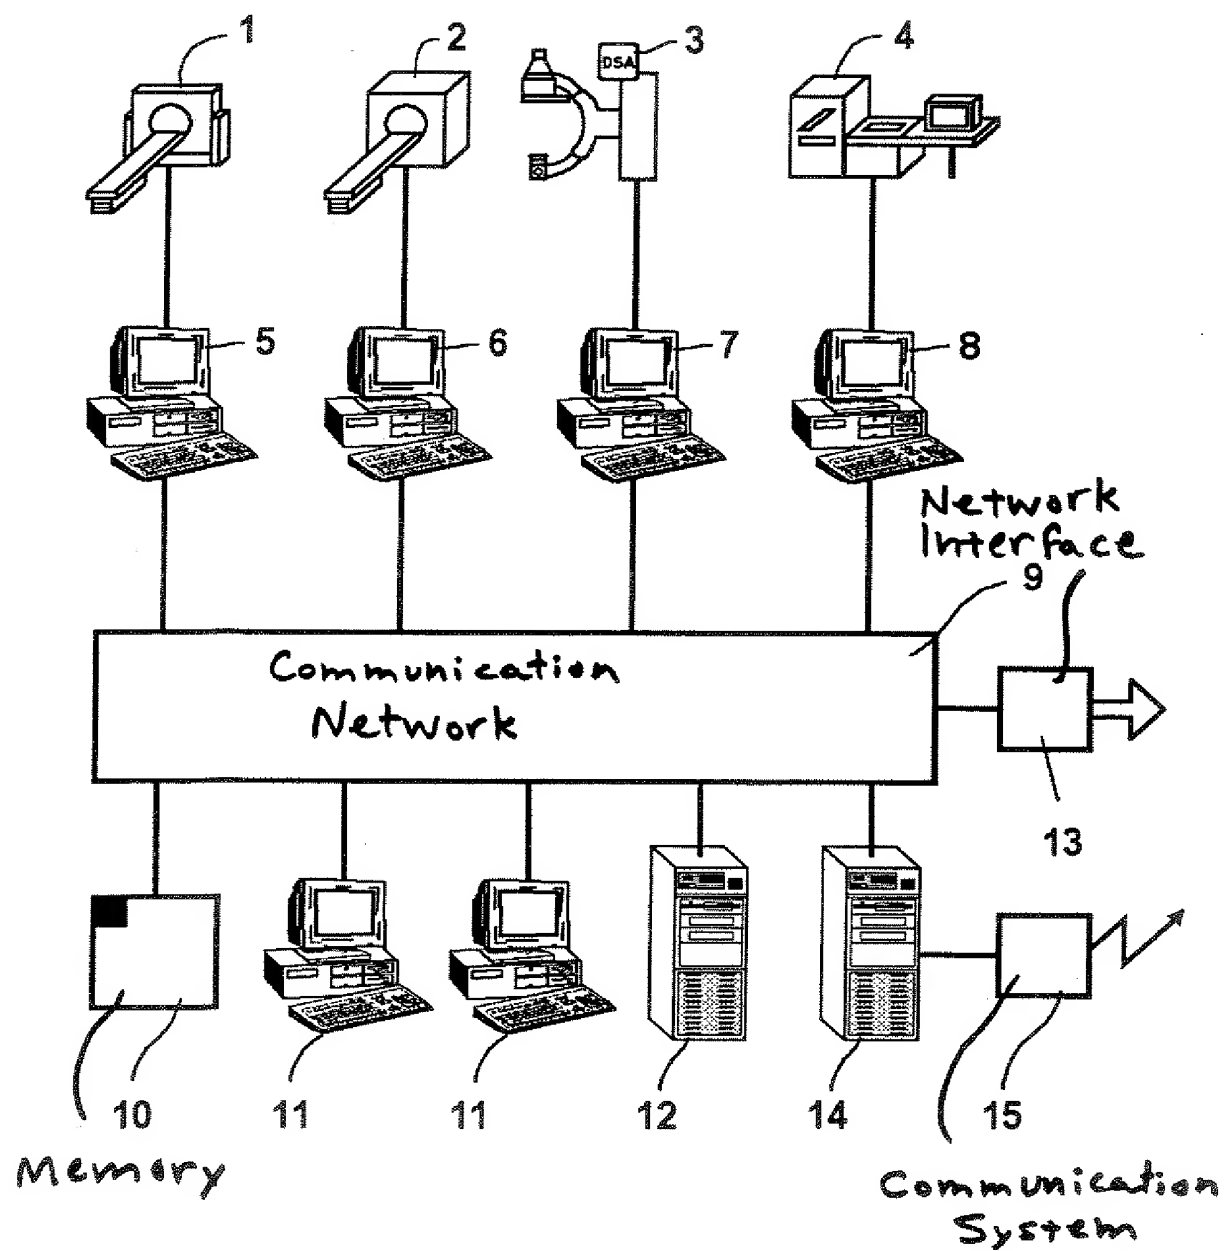 1
2
3
4
DSA
5
6
7
8
Network
Interface
9
Communication
Network
13
10
11
11
12
14
15
Memory
Communication
System